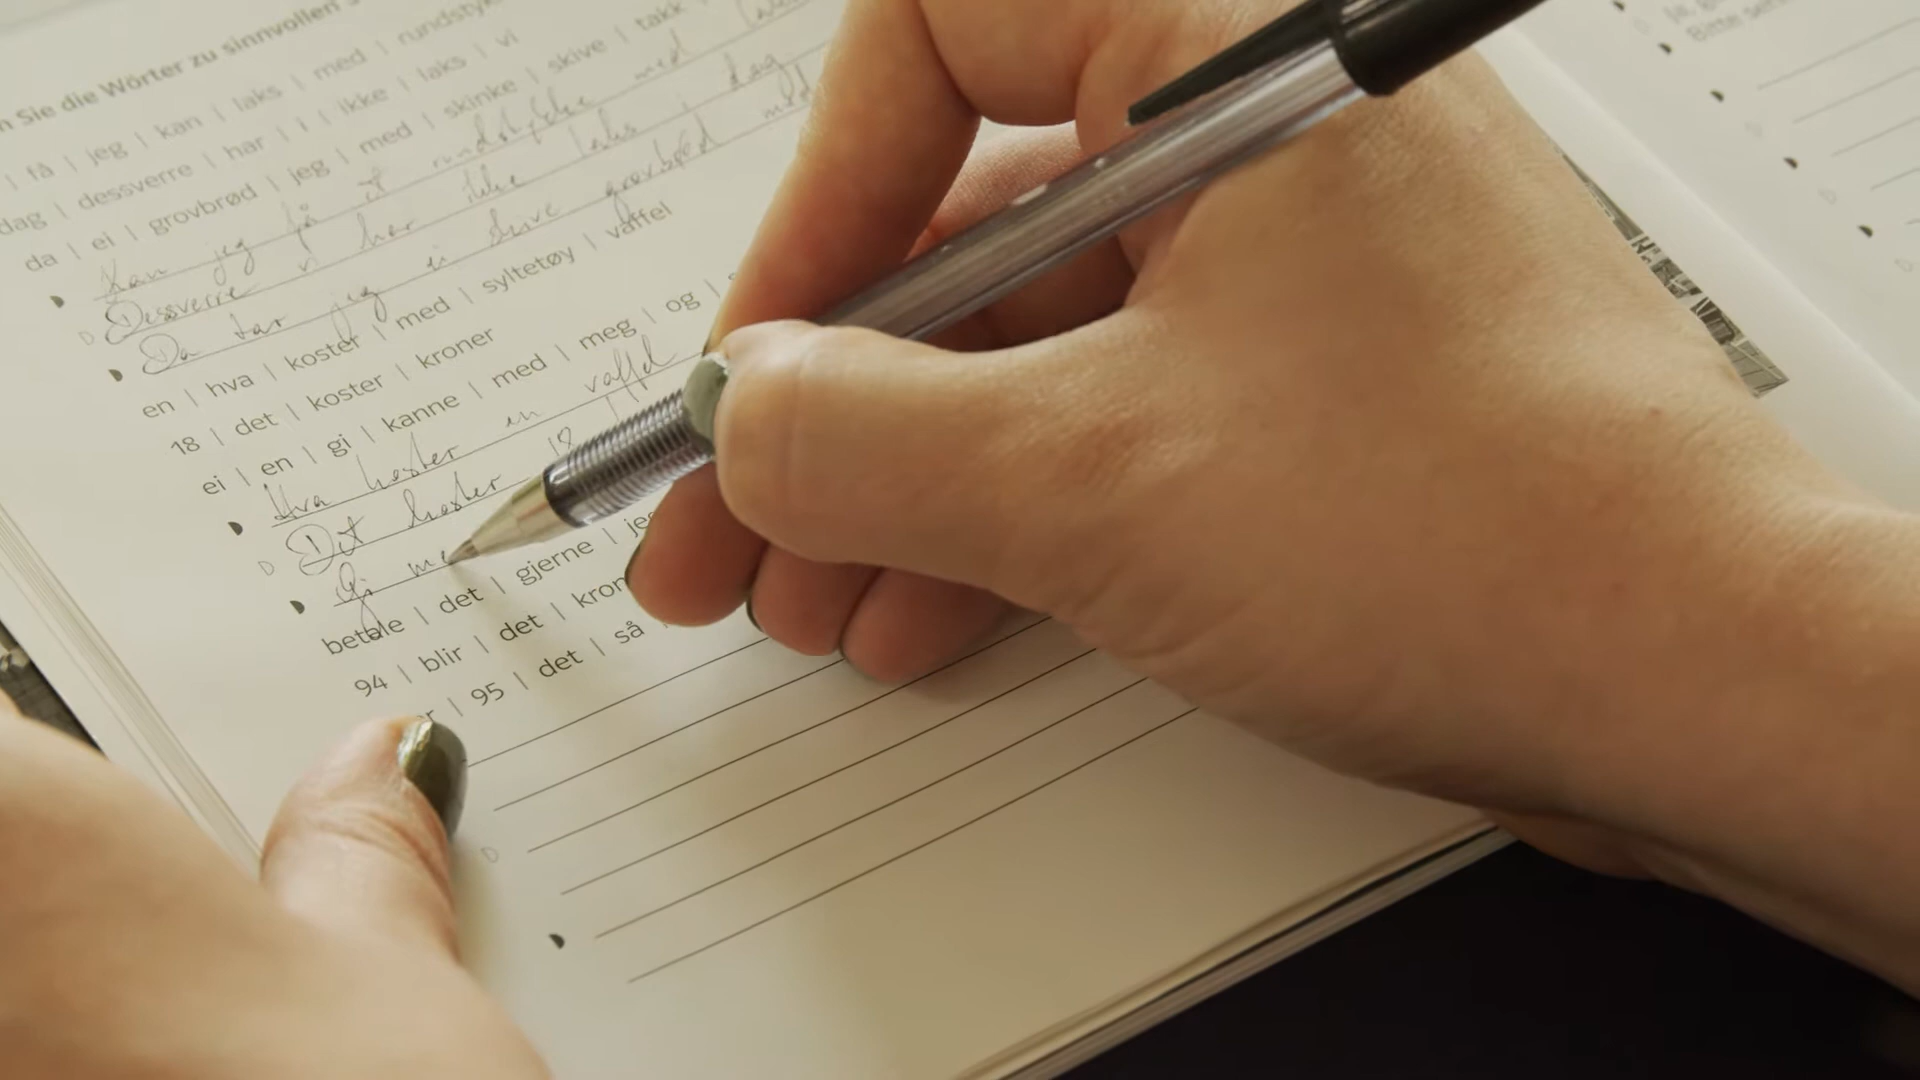 n Sie die Wörter zu sinnvollen
| få | jeg | kan | laks | med | rundstykke
dag | dessverre | har | i | ikke | laks | vi
da | ei | grovbrød | jeg | med | skinke | skive | takk
Kan jeg få et rundstykke med
Dessverre vi har ikke laks i dag
Da tar jeg ei skive grovbrød med
en | hva | koster | med | syltetøy | vaffel
18 | det | koster | kroner
ei | en | gi | kanne | med | meg | og |
Hva koster en vaffel
Det koster 18
Gi me
betale | det | gjerne | je
94 | blir | det | kron
r | 95 | det | så
Bitte